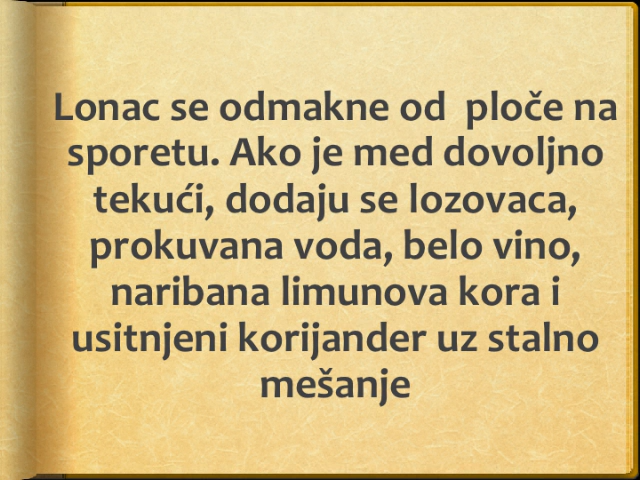 Lonac se odmakne od ploče na
sporetu. Ako je med dovoljno
tekući, dodaju se lozovaca,
prokuvana voda, belo vino,
naribana limunova kora i
usitnjeni korijander uz stalno
mešanje